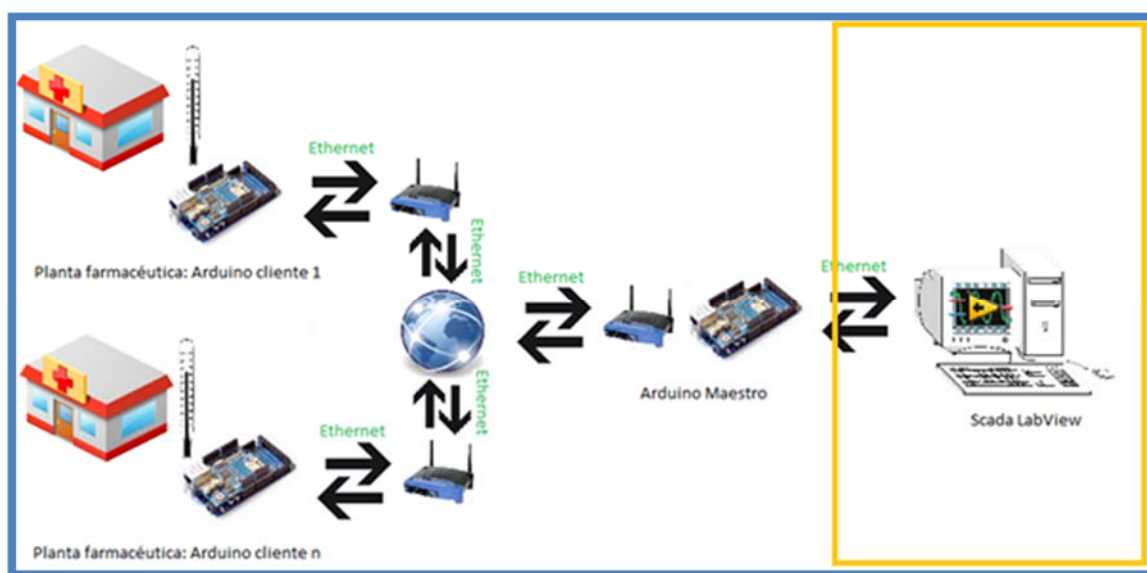 Ethernet
Planta farmacéutica: Arduino cliente 1
Ethernet
Ethernet
Ethernet
Arduino Maestro
Scada LabView
Ethernet
Ethernet
Planta farmacéutica: Arduino cliente n